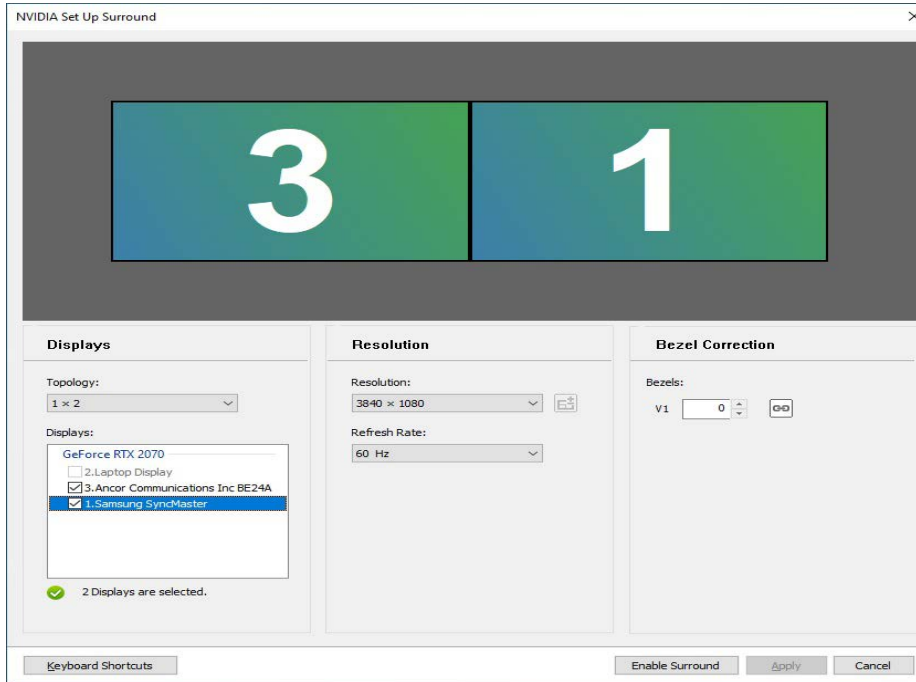 NVIDIA Set Up Surround
3 1
Displays
Topology:
1 × 2
Displays:
GeForce RTX 2070
2.Laptop Display
3.Ancor Communications Inc BE24A
1.Samsung SyncMaster
2 Displays are selected.
Resolution
Resolution:
3840 × 1080
Refresh Rate:
60 Hz
Bezel Correction
Bezels:
V1 0
Keyboard Shortcuts
Enable Surround Apply Cancel